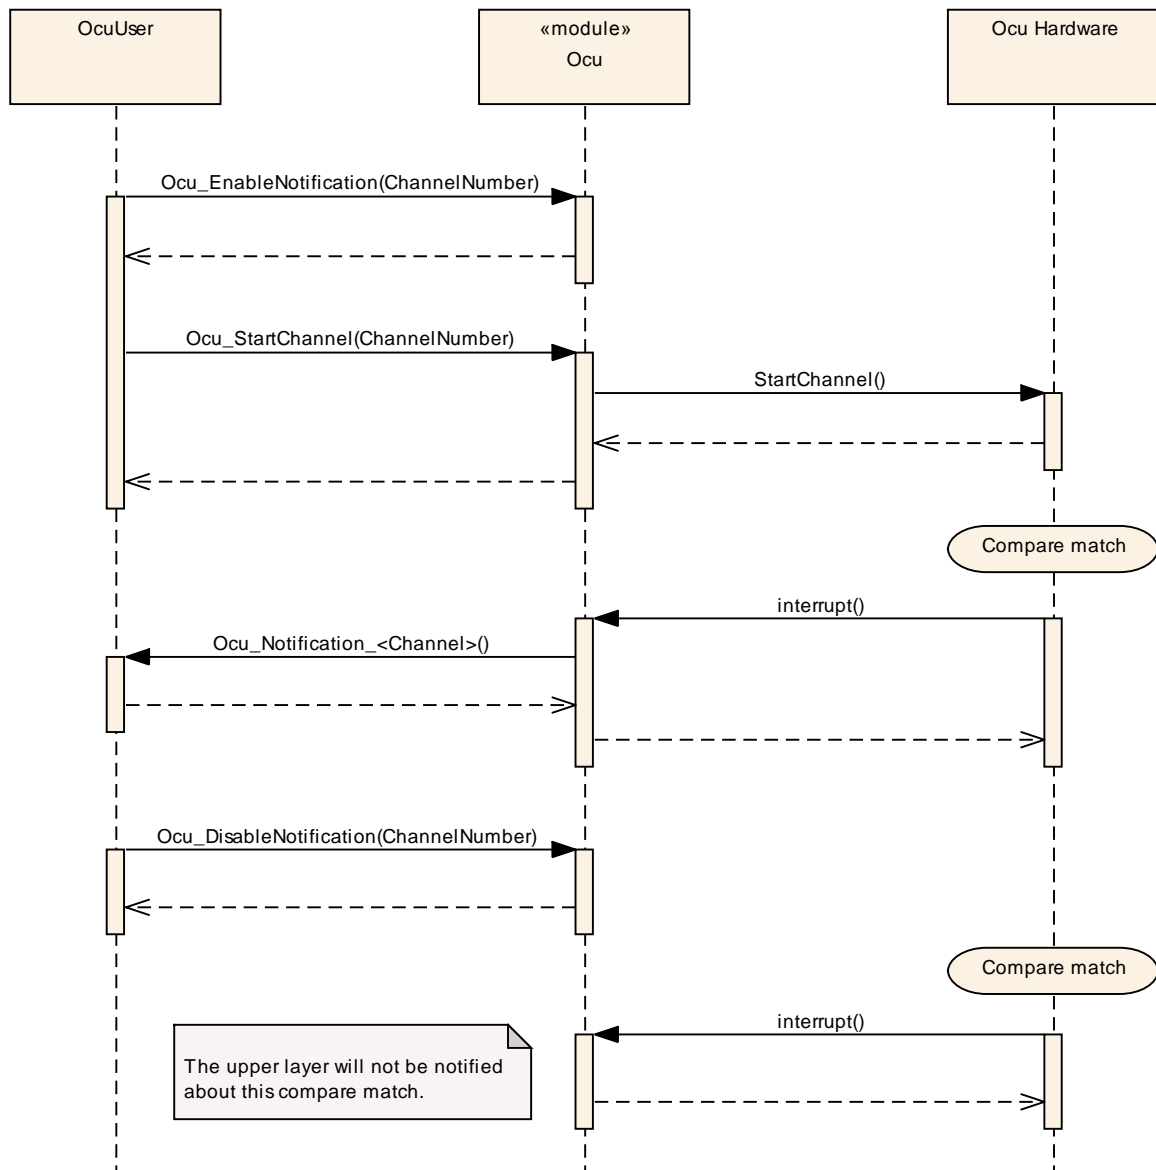 OcuUser
«module»
Ocu
Ocu Hardware
Ocu_EnableNotification(ChannelNumber)
Ocu_StartChannel(ChannelNumber)
StartChannel()
Compare match
interrupt()
Ocu_Notification_<Channel>()
Ocu_DisableNotification(ChannelNumber)
Compare match
interrupt()
The upper layer will not be notified
about this compare match.